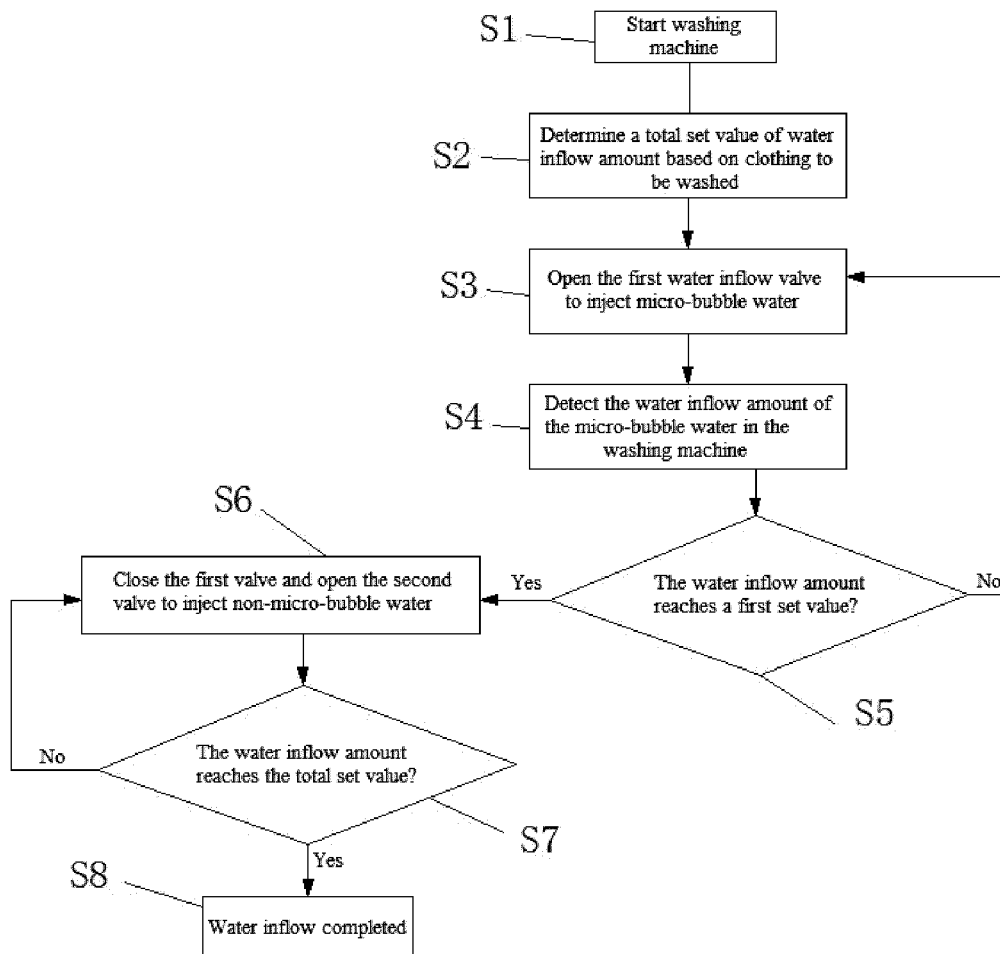 S1
Start washing
machine
S2
Determine a total set value of water
inflow amount based on clothing to
be washed
S3
Open the first water inflow valve
to inject micro-bubble water
S4
Detect the water inflow amount of
the micro-bubble water in the
washing machine
S5
The water inflow amount
reaches a first set value?
Yes
No
S6
Close the first valve and open the second
valve to inject non-micro-bubble water
S7
The water inflow amount
reaches the total set value?
No
Yes
S8
Water inflow completed